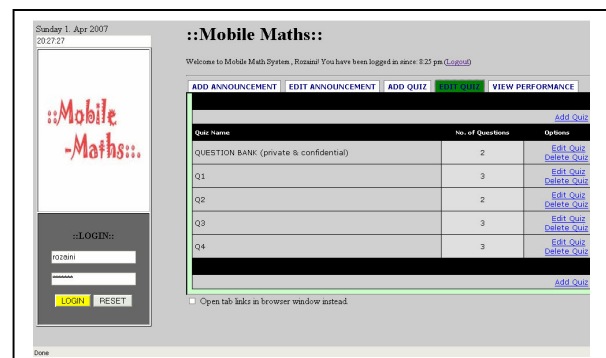 Sunday 1. Apr 2007
20:27:27
::Mobile
-Maths::.
::LOGIN::
rozaini
*******
LOGIN RESET
::Mobile Maths::
Welcome to Mobile Math System , Rozaini! You have been logged in since: 8:25 pm (Logout)
ADD ANNOUNCEMENT EDIT ANNOUNCEMENT ADD QUIZ EDIT QUIZ VIEW PERFORMANCE
Add Quiz
Quiz Name No. of Questions Options
QUESTION BANK (private & confidential) 2 Edit Quiz
Delete Quiz
Q1 3 Edit Quiz
Delete Quiz
Q2 2 Edit Quiz
Delete Quiz
Q3 3 Edit Quiz
Delete Quiz
Q4 3 Edit Quiz
Delete Quiz
Add Quiz
Open tab links in browser window instead.
Done